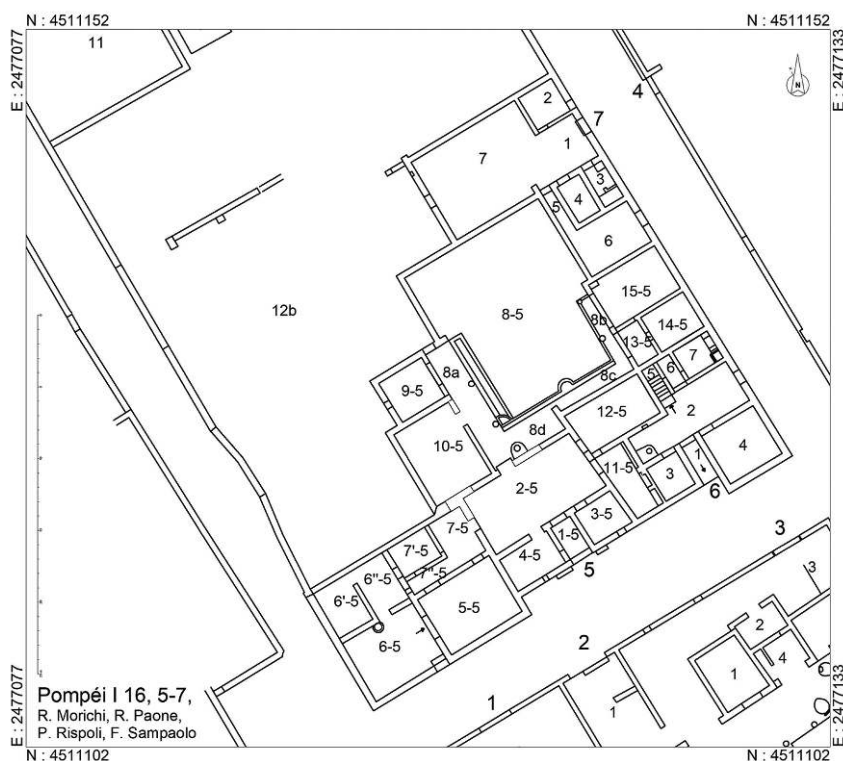 N : 4511152
N : 4511152
E : 2477077
E : 2477133
11
4
N
2
7
1
7
3
4
5
6
15-5
8-5
12b
8b
14-5
13-5
7
8a
8c
6
5
9-5
12-5
2
8d
10-5
4
1
11-5
2-5
3
6
3-5
7-5
1-5
3
7'-5
4-5
5
6"-5
7"-5
3
6'-5
5-5
2
2
6-5
4
1
E : 2477077
E : 2477133
Pompéi I 16, 5-7,
1
1
R. Morichi, R. Paone,
P. Rispoli, F. Sampaolo
N : 4511102
N : 4511102